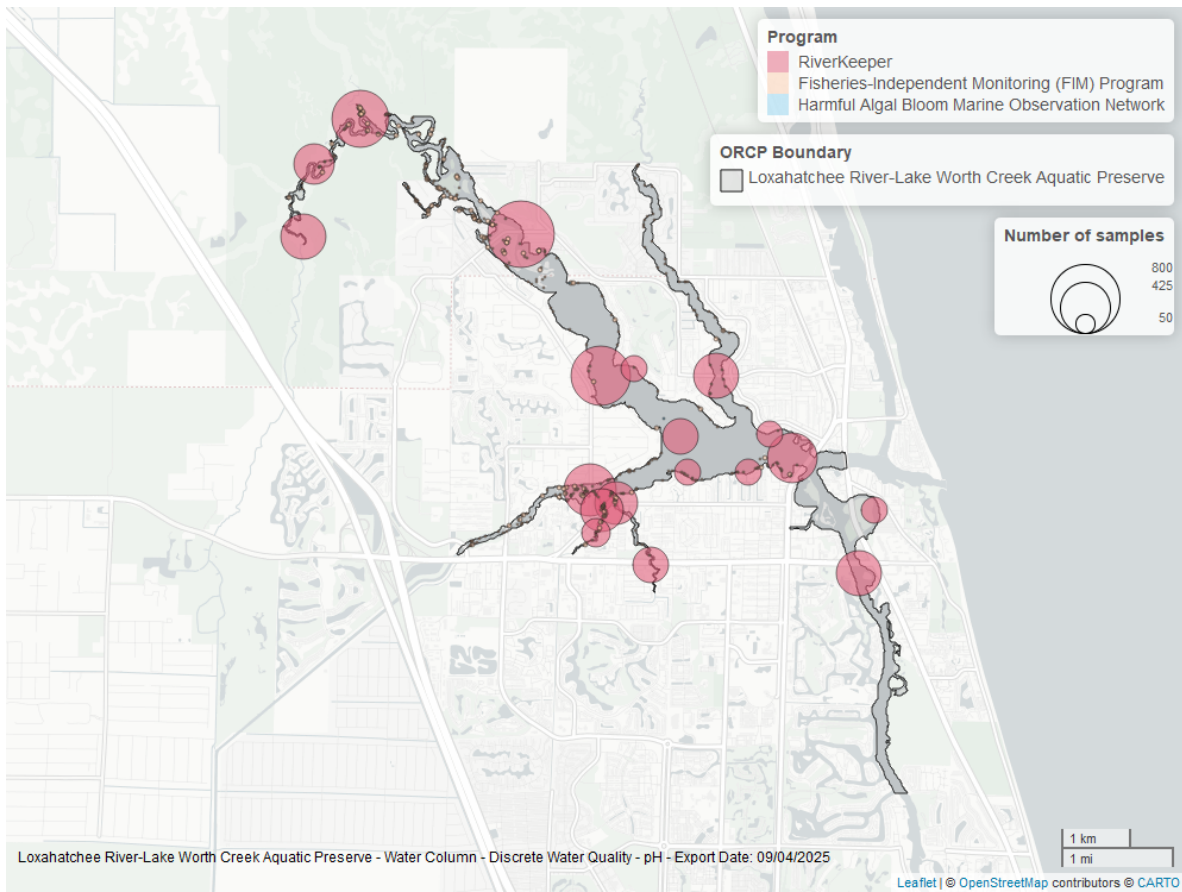 Program
RiverKeeper
Fisheries-Independent Monitoring (FIM) Program
Harmful Algal Bloom Marine Observation Network
ORCP Boundary
Loxahatchee River-Lake Worth Creek Aquatic Preserve
Number of samples
800
425
50
1 km
1 mi
Loxahatchee River-Lake Worth Creek Aquatic Preserve - Water Column - Discrete Water Quality - pH - Export Date: 09/04/2025
Leaflet | © OpenStreetMap contributors © CARTO